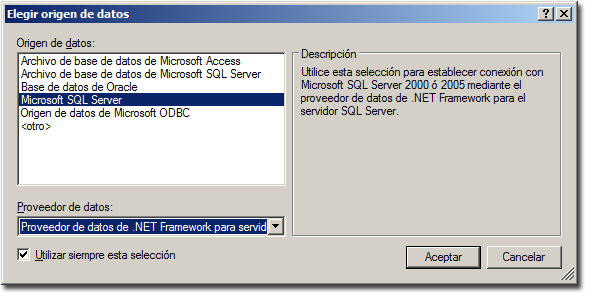 Elegir origen de datos
Origen de datos:
Archivo de base de datos de Microsoft Access
Archivo de base de datos de Microsoft SQL Server
Base de datos de Oracle
Microsoft SQL Server
Origen de datos de Microsoft ODBC
<otro>
Descripción
Utilice esta selección para establecer conexión con
Microsoft SQL Server 2000 ó 2005 mediante el
proveedor de datos de .NET Framework para el
servidor SQL Server.
Proveedor de datos:
Proveedor de datos de .NET Framework para servid
Utilizar siempre esta selección
Aceptar
Cancelar